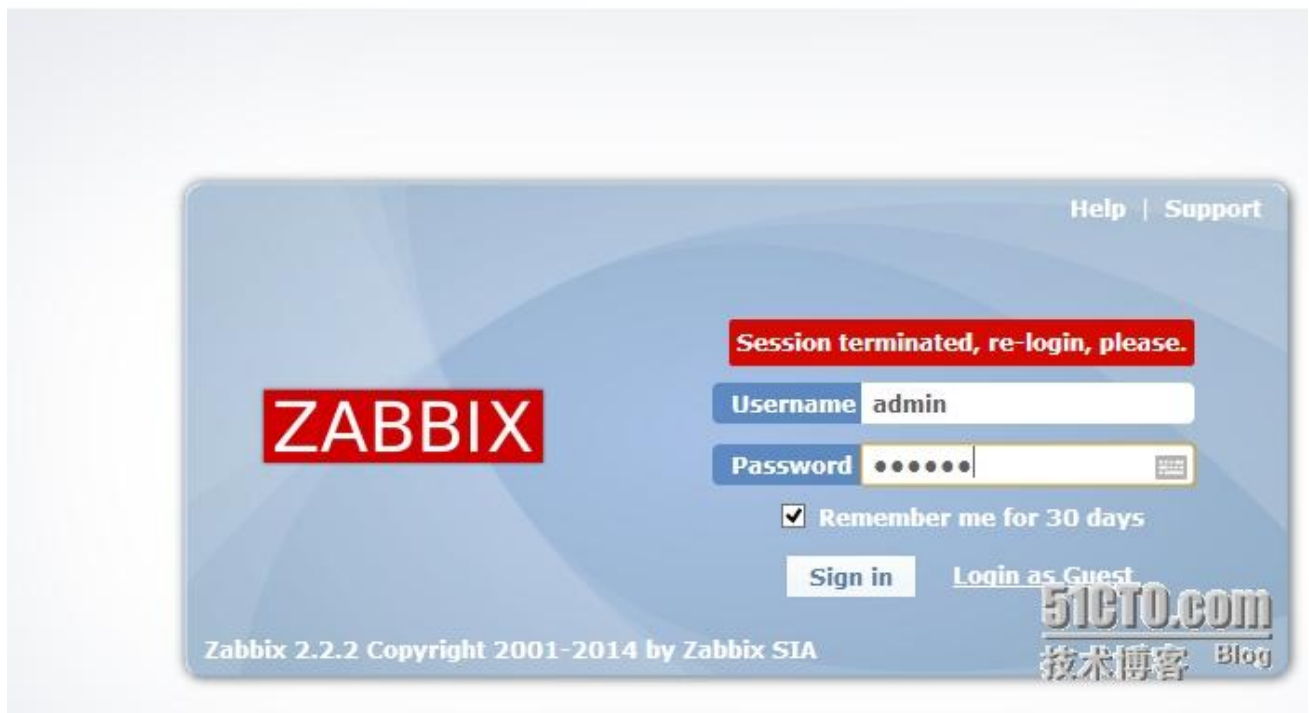 Help | Support
Session terminated, re-login, please.
ZABBIX
Username admin
Password ●●●●●●
Remember me for 30 days
Sign in Login as Guest
51CTO.com
Zabbix 2.2.2 Copyright 2001-2014 by Zabbix SIA
技术博客 Blog